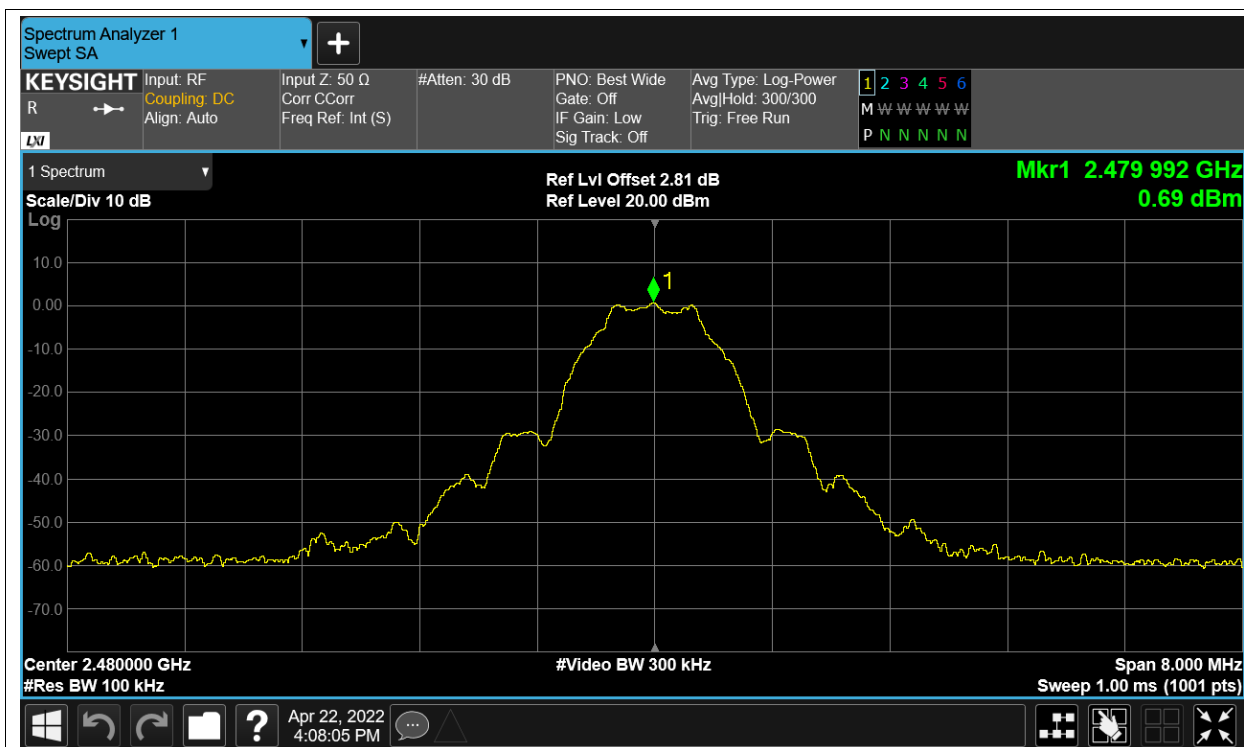 Spectrum Analyzer 1
Swept SA
+
KEYSIGHT
R
LXI
Input: RF
Coupling: DC
Align: Auto
Input Z: 50 Ω
Corr CCorr
Freq Ref: Int (S)
#Atten: 30 dB
PNO: Best Wide
Gate: Off
IF Gain: Low
Sig Track: Off
Avg Type: Log-Power
Avg|Hold: 300/300
Trig: Free Run
1 2 3 4 5 6
M W W W W W
P N N N N N
1 Spectrum
Scale/Div 10 dB
Log
Ref Lvl Offset 2.81 dB
Ref Level 20.00 dBm
Mkr1 2.479 992 GHz
0.69 dBm
1
10.0
0.00
-10.0
-20.0
-30.0
-40.0
-50.0
-60.0
-70.0
Center 2.480000 GHz
#Res BW 100 kHz
#Video BW 300 kHz
Span 8.000 MHz
Sweep 1.00 ms (1001 pts)
?
Apr 22, 2022
4:08:05 PM